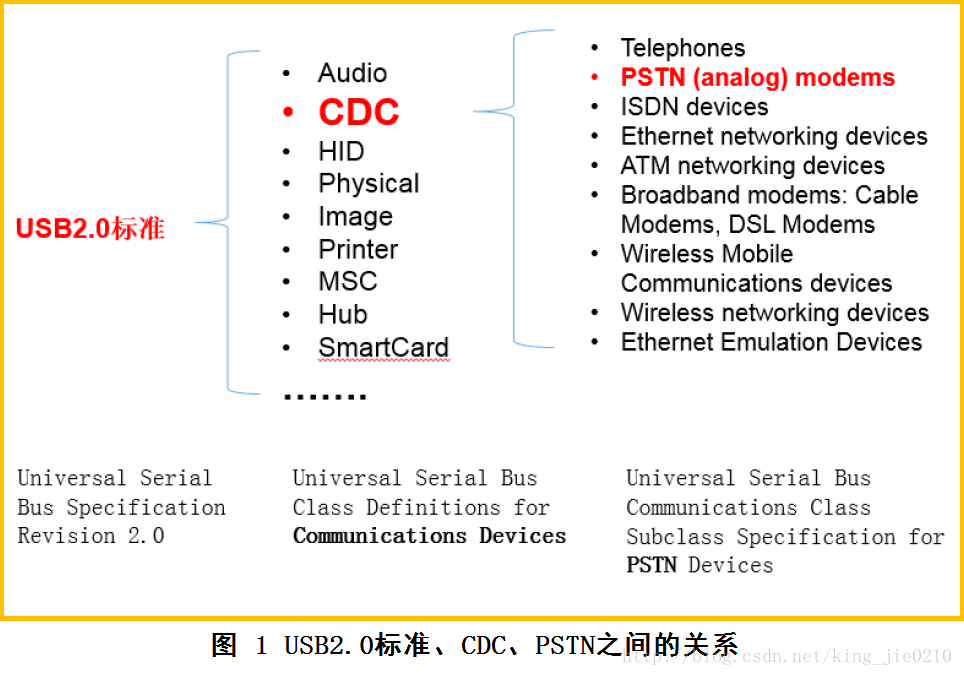 USB2.0标准
• Audio
• CDC
• HID
• Physical
• Image
• Printer
• MSC
• Hub
• SmartCard
.......
• Telephones
• PSTN (analog) modems
• ISDN devices
• Ethernet networking devices
• ATM networking devices
• Broadband modems: Cable
Modems, DSL Modems
• Wireless Mobile
Communications devices
• Wireless networking devices
• Ethernet Emulation Devices
Universal Serial
Bus Specification
Revision 2.0
Universal Serial Bus
Class Definitions for
Communications Devices
Universal Serial Bus
Communications Class
Subclass Specification for
PSTN Devices
图 1 USB2.0标准、CDC、PSTN之间的关系
http://blog.csdn.net/king_jie0210